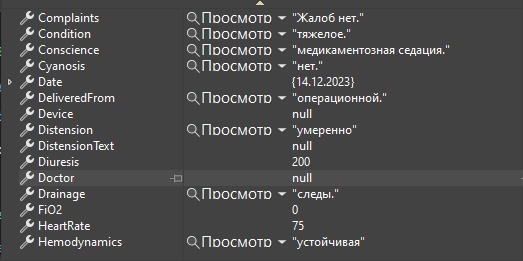 Complaints Просмотр "Жалоб нет."
Condition Просмотр "тяжелое."
Conscience Просмотр "медикаментозная седация."
Cyanosis Просмотр "нет."
Date {14.12.2023}
DeliveredFrom Просмотр "операционной."
Device null
Distension Просмотр "умеренно"
DistensionText null
Diuresis 200
Doctor null
Drainage Просмотр "следы."
FiO2 0
HeartRate 75
Hemodynamics Просмотр "устойчивая"